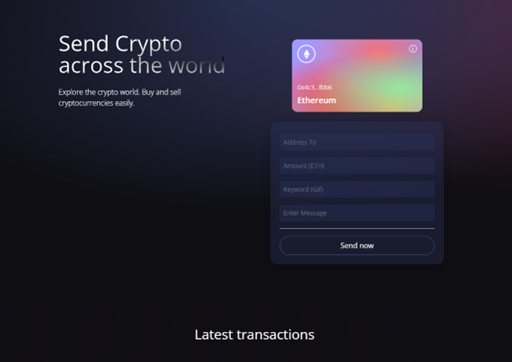 Send Crypto
across the world
Explore the crypto world. Buy and sell
cryptocurrencies easily.
0x4c3...fbb6
Ethereum
Address To
Amount (ETH)
Keyword (Gif)
Enter Message
Send now
Latest transactions